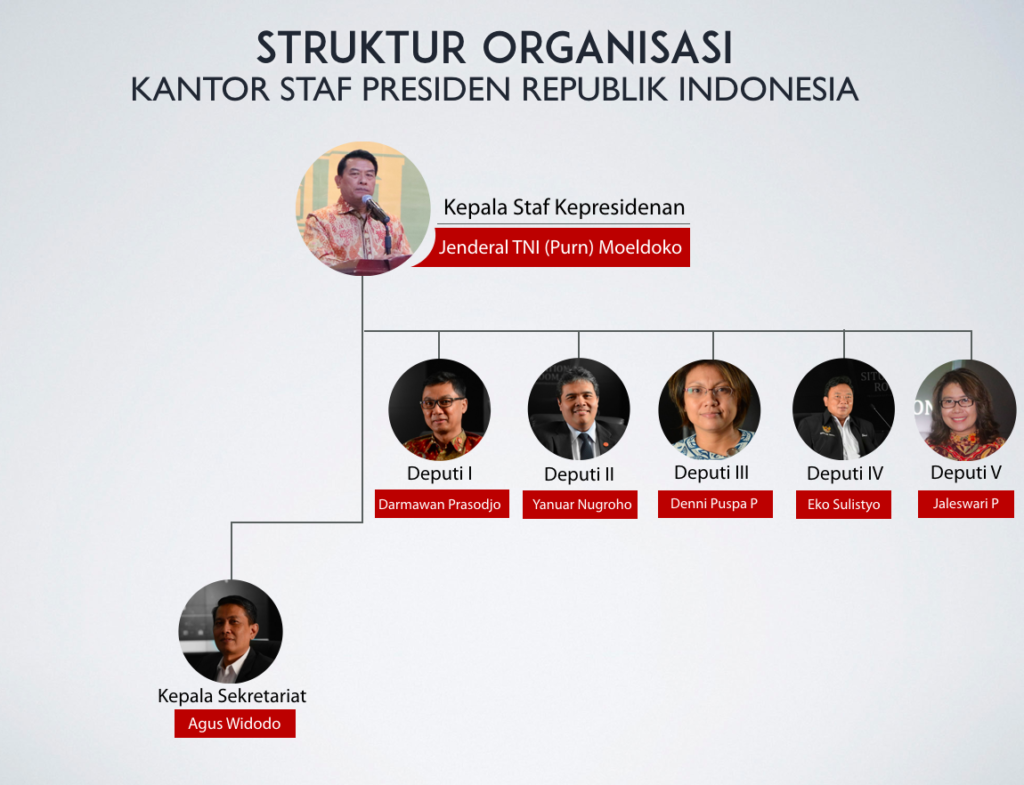 STRUKTUR ORGANISASI
KANTOR STAF PRESIDEN REPUBLIK INDONESIA
Kepala Staf Kepresidenan
Jenderal TNI (Purn) Moeldoko
Deputi I
Darmawan Prasodjo
Deputi II
Yanuar Nugroho
Deputi III
Denni Puspa P
Deputi IV
Eko Sulistyo
Deputi V
Jaleswari P
Kepala Sekretariat
Agus Widodo